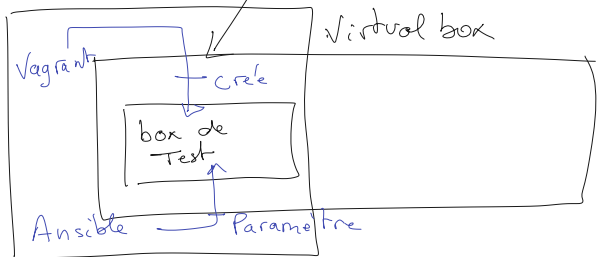 Virtual box
Vagrant
crée
box de
Test
Ansible
Paramètre